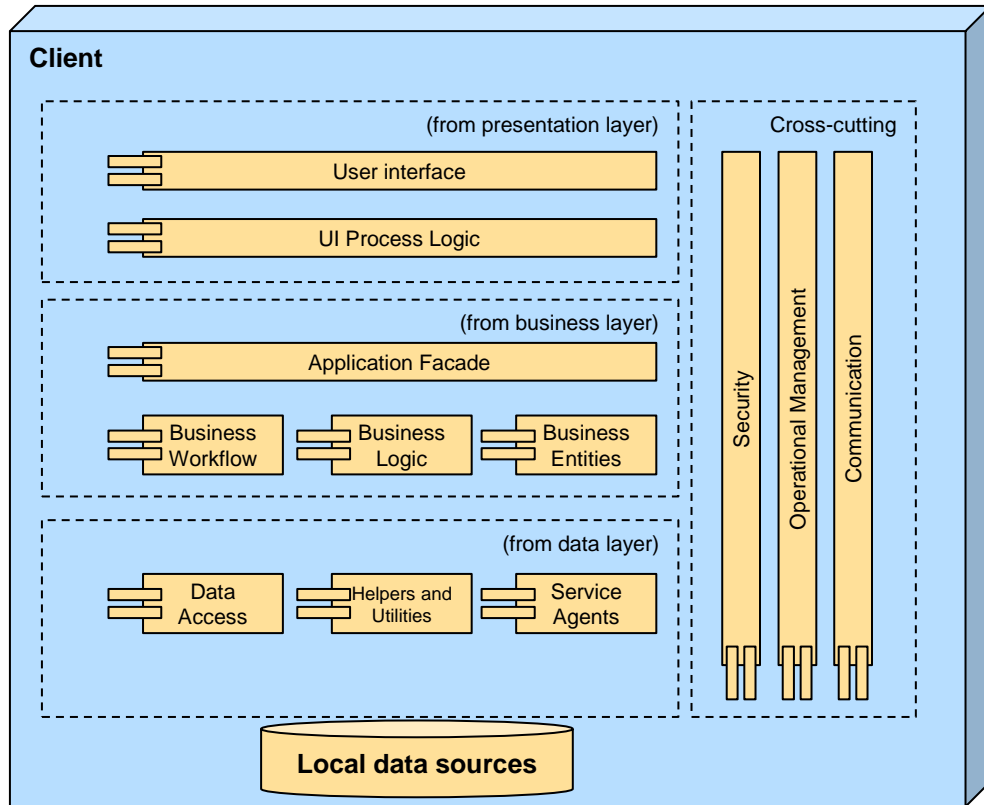 Client
(from presentation layer)
User interface
UI Process Logic
(from business layer)
Application Facade
Business
Workflow
Business
Logic
Business
Entities
(from data layer)
Data
Access
Helpers and
Utilities
Service
Agents
Cross-cutting
Security
Operational Management
Communication
Local data sources